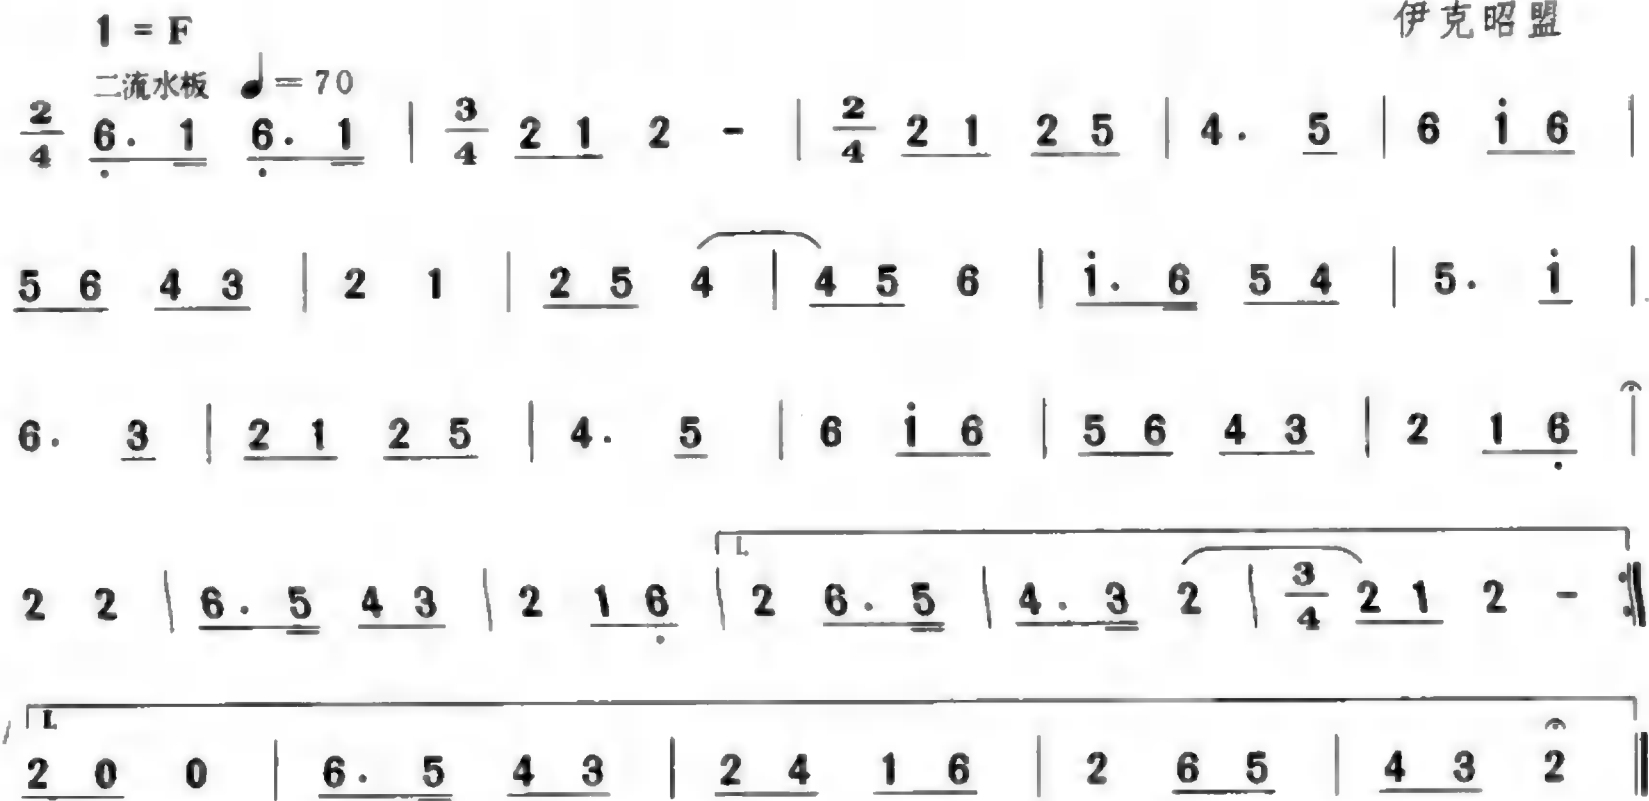 1 = F 伊克昭盟
二流水板 ♩= 70
2/4 6̣. 1 6̣. 1 | 3/4 2 1 2 - | 2/4 2 1 2 5 | 4. 5 | 6 i 6 |
5 6 4 3 | 2 1 | 2 5 4 | 4 5 6 | i. 6 5 4 | 5. i |
6. 3 | 2 1 2 5 | 4. 5 | 6 i 6 | 5 6 4 3 | 2 1 6̣ |
2 2 | 6. 5 4 3 | 2 1 6̣ | 2 6. 5 | 4. 3 2 | 3/4 2 1 2 - :|
2 0 0 | 6. 5 4 3 | 2 4 1 6 | 2 6 5 | 4 3 2 ||